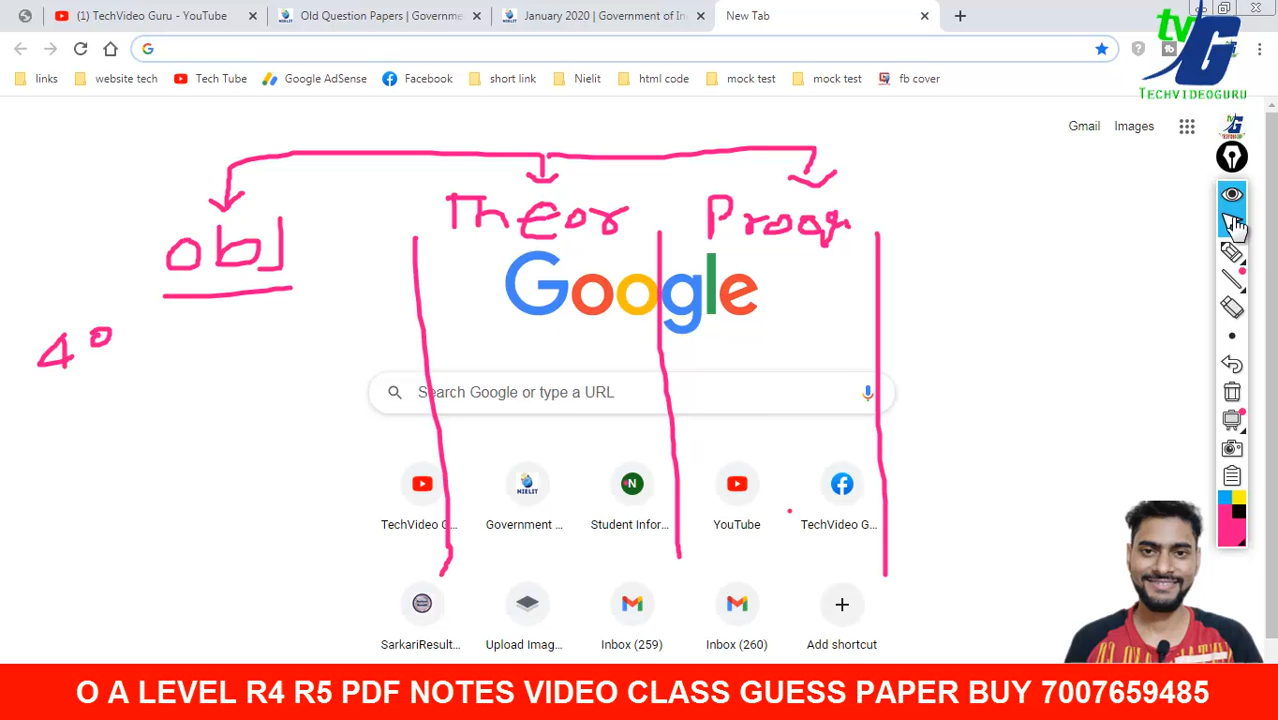 (1) TechVideo Guru - YouTube
Old Question Papers | Governme
January 2020 | Government of In
New Tab
tvG
TECHVIDEOGURU
links
website tech
Tech Tube
Google AdSense
Facebook
short link
Nielit
html code
mock test
mock test
fb cover
Gmail
Images
obj
Theor
Progr
40
Google
Search Google or type a URL
TechVideo G...
Government ...
Student Infor...
YouTube
TechVideo G...
SarkariResult...
Upload Imag...
Inbox (259)
Inbox (260)
Add shortcut
O A LEVEL R4 R5 PDF NOTES VIDEO CLASS GUESS PAPER BUY 7007659485